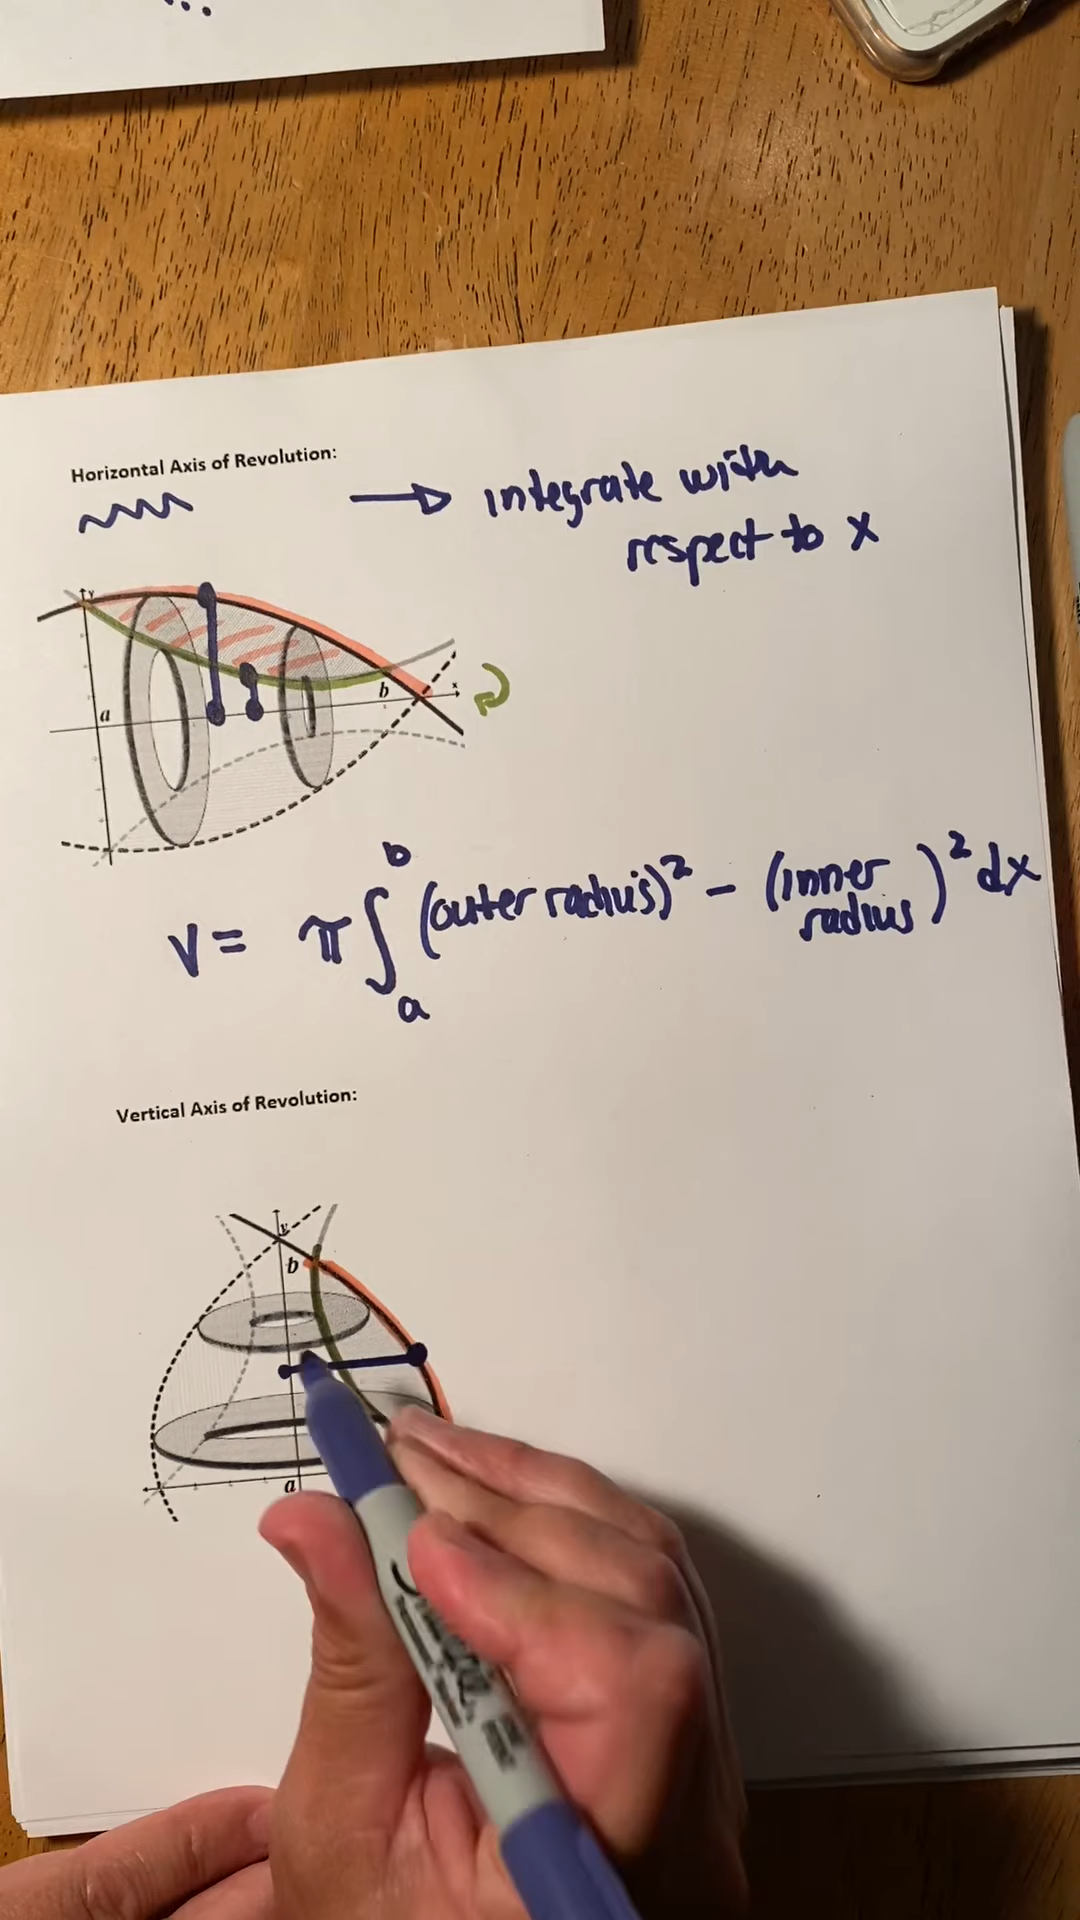 Horizontal Axis of Revolution:
→ integrate with
respect to x
y
x
a
b
V = π∫ₐᵇ (outer radius)² − (inner radius)² dx
Vertical Axis of Revolution:
y
b
a